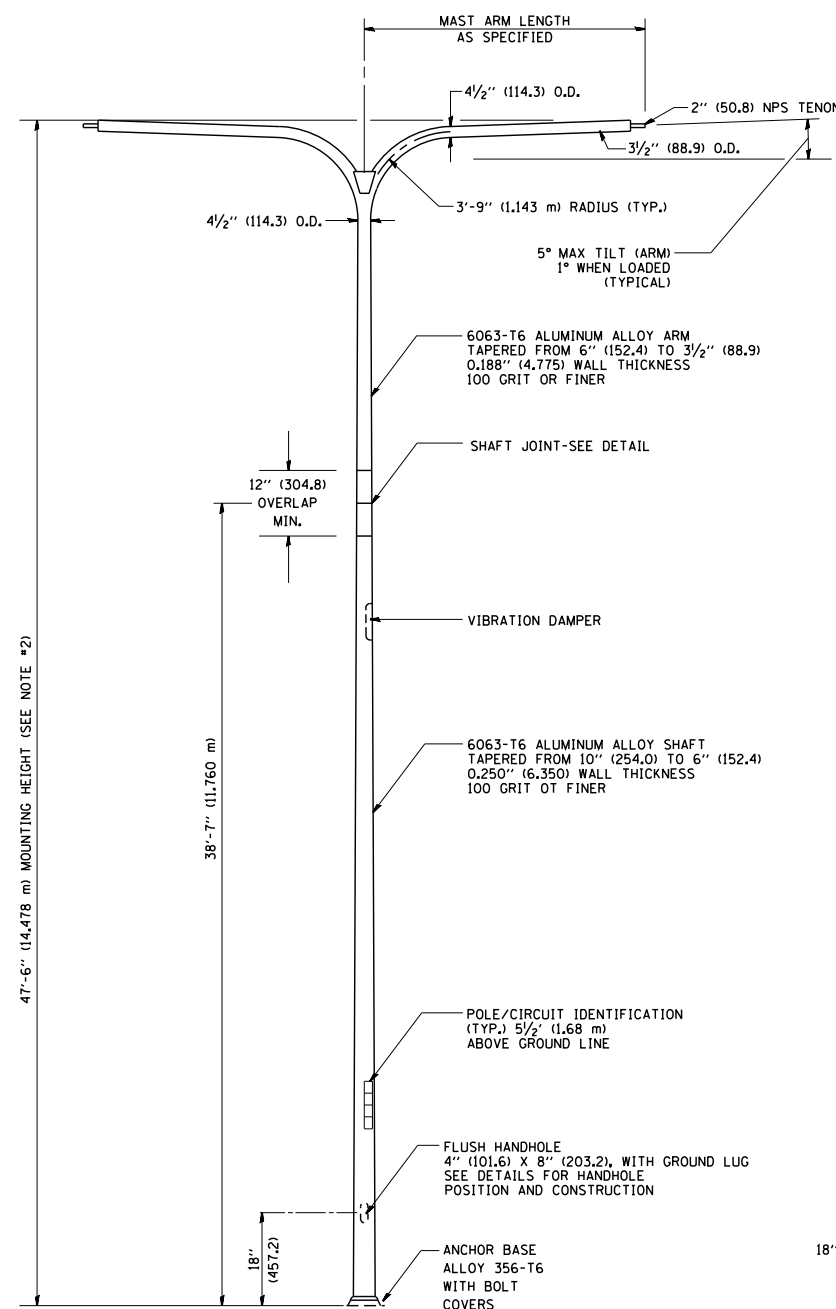 MAST ARM LENGTH
AS SPECIFIED
4½'' (114.3) O.D.
2'' (50.8) NPS TENON
3½'' (88.9) O.D.
3'-9'' (1.143 m) RADIUS (TYP.)
4½'' (114.3) O.D.
5° MAX TILT (ARM)
1° WHEN LOADED
(TYPICAL)
6063-T6 ALUMINUM ALLOY ARM
TAPERED FROM 6'' (152.4) TO 3½'' (88.9)
0.188'' (4.775) WALL THICKNESS
100 GRIT OR FINER
SHAFT JOINT-SEE DETAIL
12'' (304.8)
OVERLAP
MIN.
VIBRATION DAMPER
47'-6'' (14.478 m) MOUNTING HEIGHT (SEE NOTE #2)
38'-7'' (11.760 m)
6063-T6 ALUMINUM ALLOY SHAFT
TAPERED FROM 10'' (254.0) TO 6'' (152.4)
0.250'' (6.350) WALL THICKNESS
100 GRIT OT FINER
POLE/CIRCUIT IDENTIFICATION
(TYP.) 5½' (1.68 m)
ABOVE GROUND LINE
FLUSH HANDHOLE
4'' (101.6) X 8'' (203.2), WITH GROUND LUG
SEE DETAILS FOR HANDHOLE
POSITION AND CONSTRUCTION
18''
(457.2)
ANCHOR BASE
ALLOY 356-T6
WITH BOLT
COVERS
18''